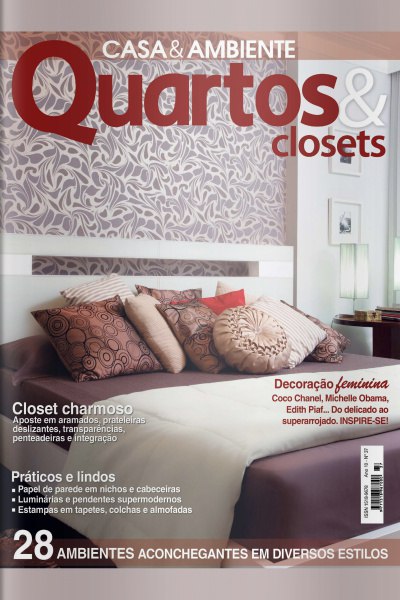 CASA&AMBIENTE
Quartos&
closets
Decoração feminina
Coco Chanel, Michelle Obama,
Edith Piaf... Do delicado ao
superarrojado. INSPIRE-SE!
Closet charmoso
Aposte em aramados, prateleiras
deslizantes, transparências,
penteadeiras e integração
Práticos e lindos
Papel de parede em nichos e cabeceiras
Luminárias e pendentes supermodernos
Estampas em tapetes, colchas e almofadas
28 AMBIENTES ACONCHEGANTES EM DIVERSOS ESTILOS